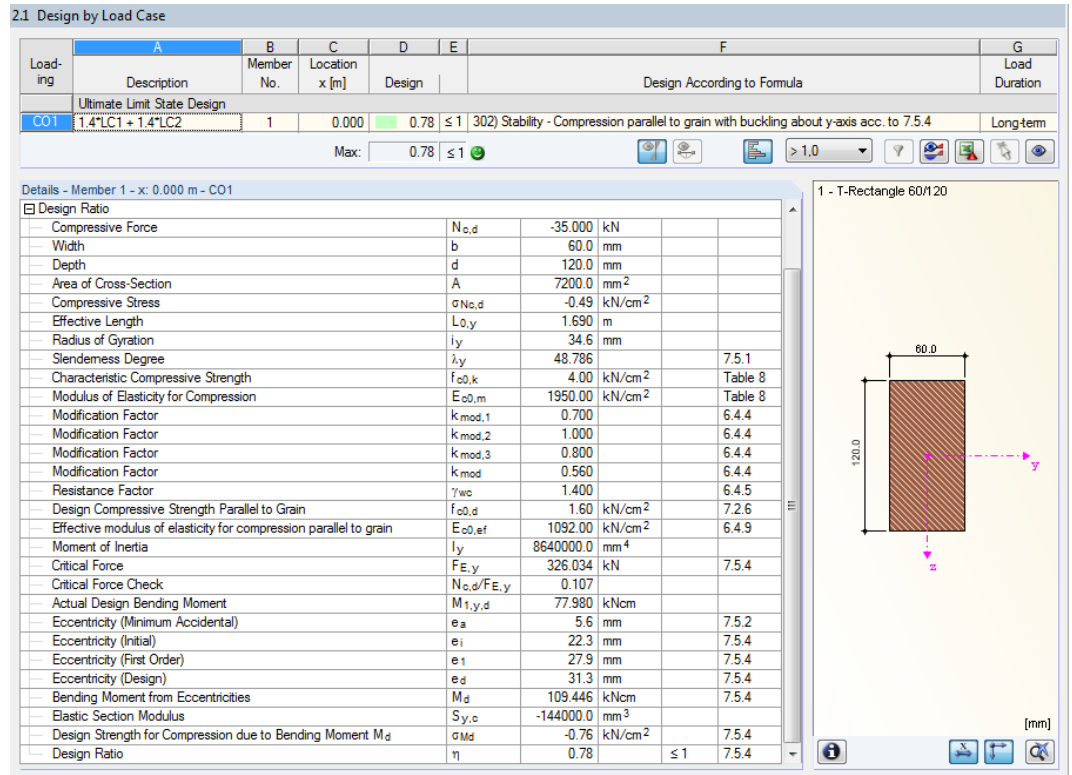 2.1 Design by Load Case
A B C D E F G
Load- Member Location Load
ing Description No. x [m] Design Design According to Formula Duration
Ultimate Limit State Design
CO1 1.4*LC1 + 1.4*LC2 1 0.000 0.78 ≤ 1 302) Stability - Compression parallel to grain with buckling about y-axis acc. to 7.5.4 Long-term
Max: 0.78 ≤ 1 > 1,0
Details - Member 1 - x: 0.000 m - CO1
1 - T-Rectangle 60/120
Design Ratio
Compressive Force Nc,d -35.000 kN
Width b 60.0 mm
Depth d 120.0 mm
Area of Cross-Section A 7200.0 mm2
Compressive Stress σNc,d -0.49 kN/cm2
Effective Length L0,y 1.690 m
Radius of Gyration iy 34.6 mm
Slenderness Degree λy 48.786 7.5.1
Characteristic Compressive Strength fc0,k 4.00 kN/cm2 Table 8
Modulus of Elasticity for Compression Ec0,m 1950.00 kN/cm2 Table 8
Modification Factor kmod,1 0.700 6.4.4
Modification Factor kmod,2 1.000 6.4.4
Modification Factor kmod,3 0.800 6.4.4
Modification Factor kmod 0.560 6.4.4
Resistance Factor γwc 1.400 6.4.5
Design Compressive Strength Parallel to Grain fc0,d 1.60 kN/cm2 7.2.6
Effective modulus of elasticity for compression parallel to grain Ec0,ef 1092.00 kN/cm2 6.4.9
Moment of Inertia Iy 8640000.0 mm4
Critical Force FE,y 326.034 kN 7.5.4
Critical Force Check Nc,d/FE,y 0.107
Actual Design Bending Moment M1,y,d 77.980 kNcm
Eccentricity (Minimum Accidental) ea 5.6 mm 7.5.2
Eccentricity (Initial) ei 22.3 mm 7.5.4
Eccentricity (First Order) e1 27.9 mm 7.5.4
Eccentricity (Design) ed 31.3 mm 7.5.4
Bending Moment from Eccentricities Md 109.446 kNcm 7.5.4
Elastic Section Modulus Sy,c -144000.0 mm3
Design Strength for Compression due to Bending Moment Md σMd -0.76 kN/cm2 7.5.4
Design Ratio η 0.78 ≤ 1 7.5.4
60.0
120.0
y
z
[mm]